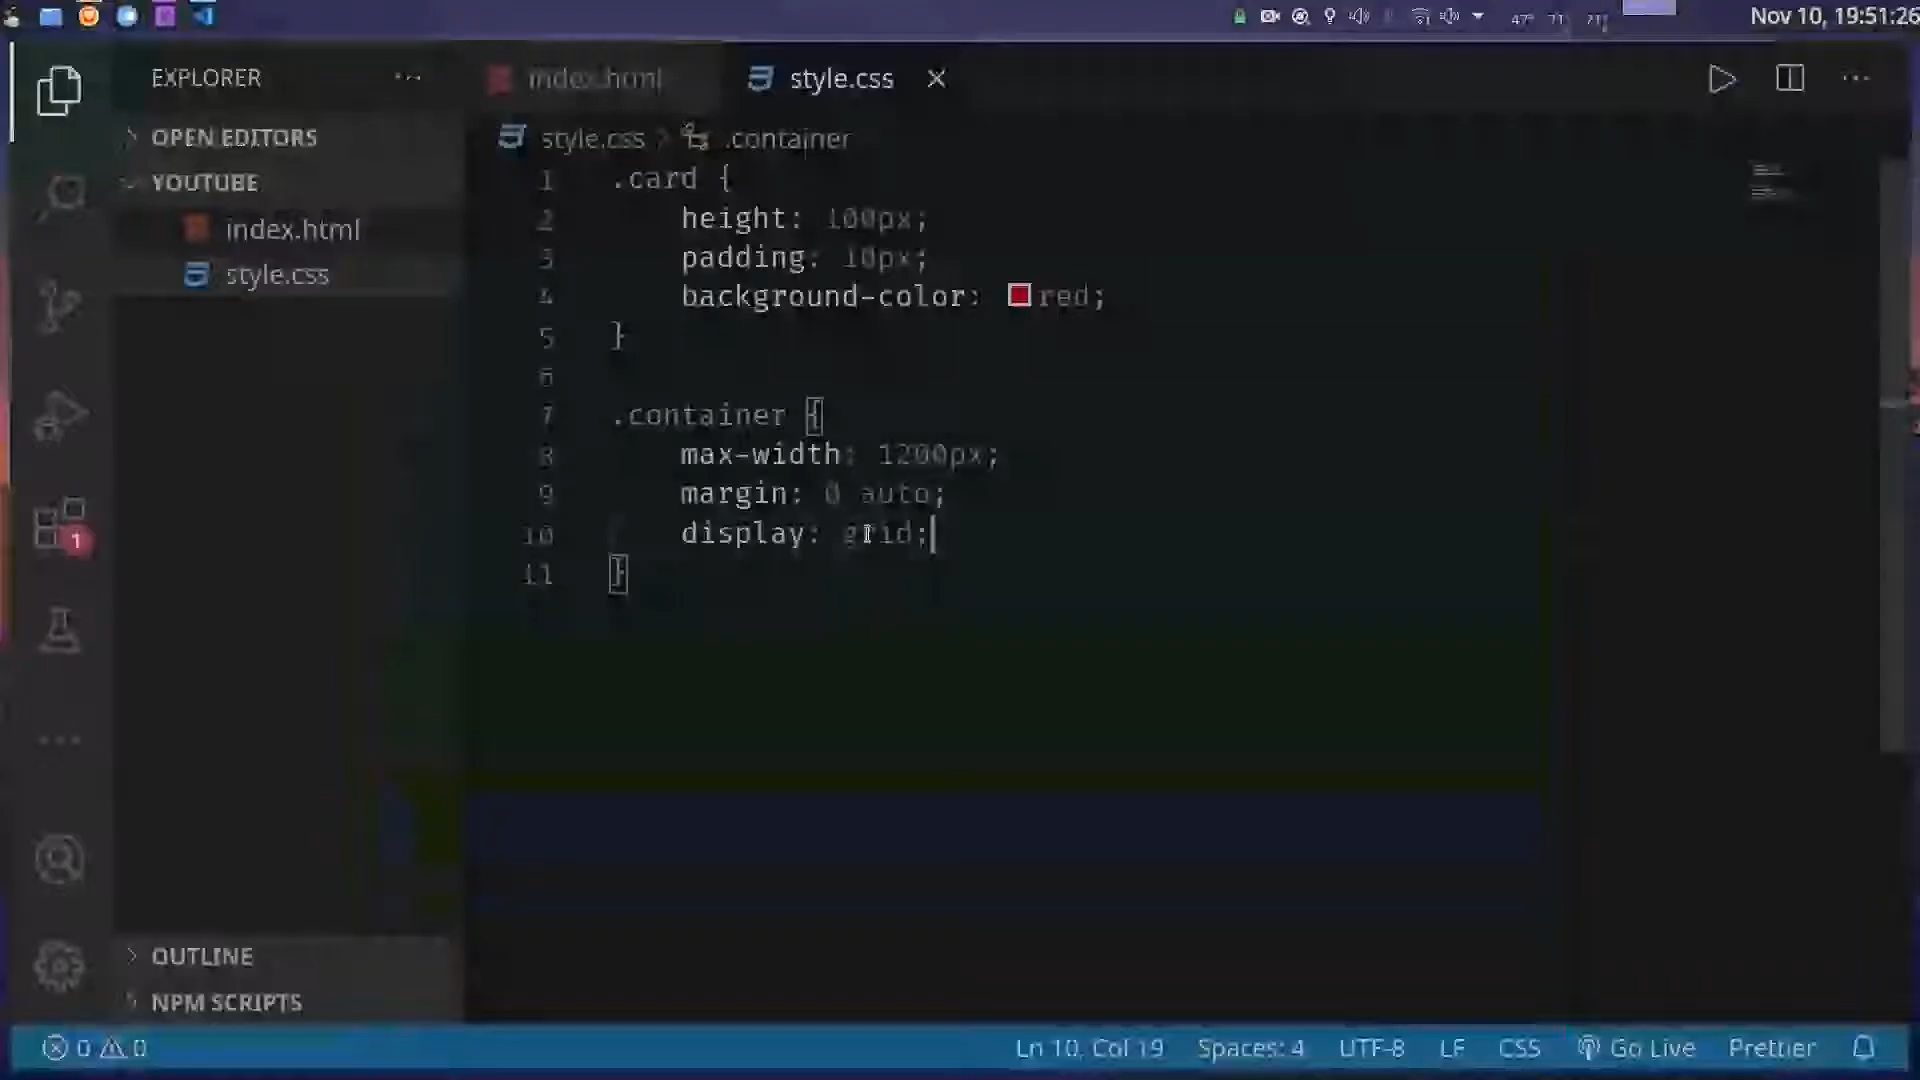 Nov 10, 19:51:26
EXPLORER
OPEN EDITORS
YOUTUBE
index.html
style.css
OUTLINE
NPM SCRIPTS
index.html
style.css
style.css > .container
1 .card {
2 height: 100px;
3 padding: 10px;
4 background-color: red;
5 }
6
7 .container {
8 max-width: 1200px;
9 margin: 0 auto;
10 display: grid;
11 }
1
0 0
Ln 10, Col 19 Spaces: 4 UTF-8 LF CSS Go Live Prettier